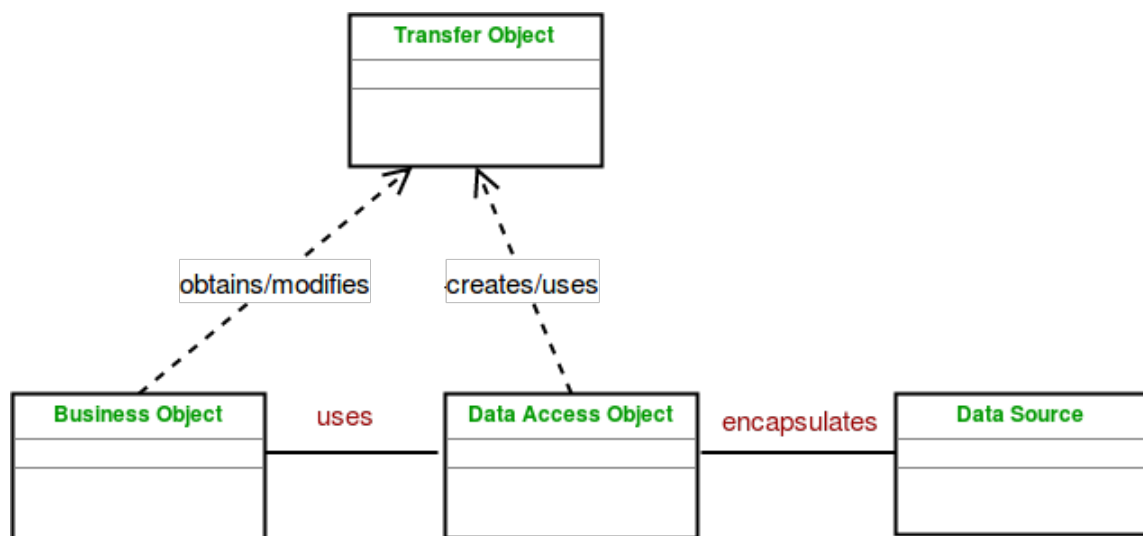 Transfer Object
obtains/modifies
creates/uses
Business Object
uses
Data Access Object
encapsulates
Data Source